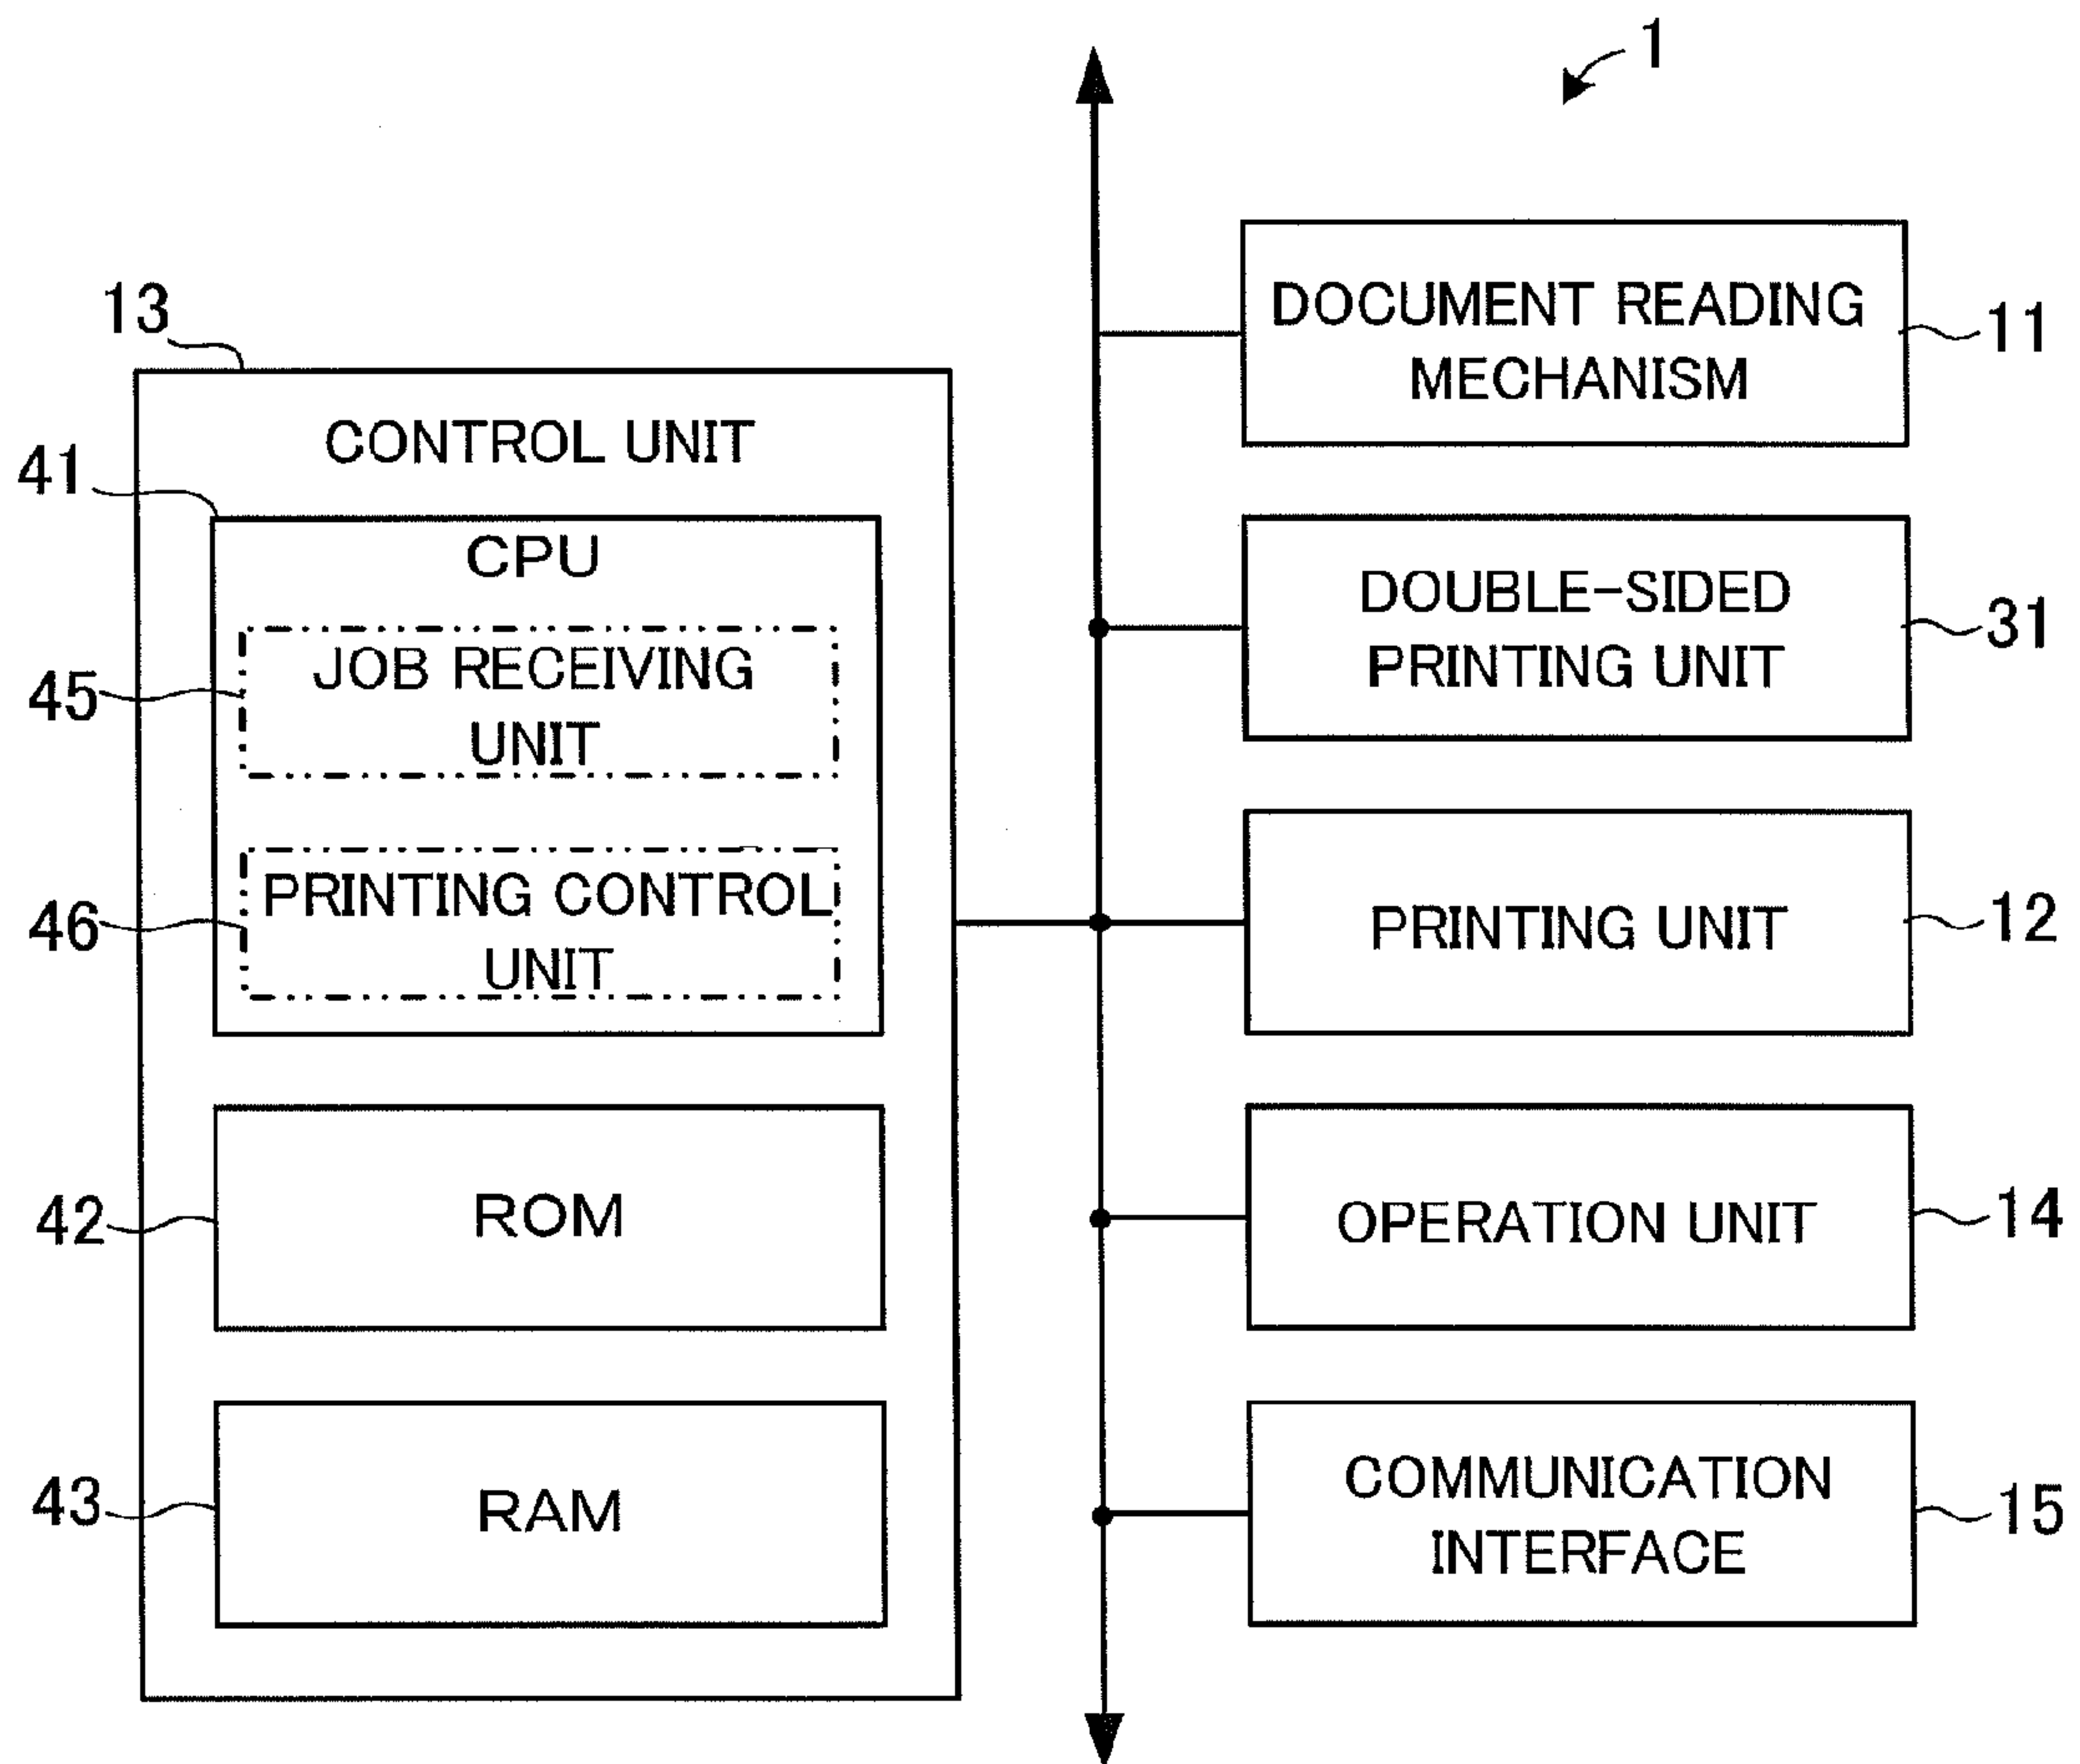 1
13
CONTROL UNIT
41
CPU
45
JOB RECEIVING
UNIT
46
PRINTING CONTROL
UNIT
42
ROM
43
RAM
DOCUMENT READING
MECHANISM
11
DOUBLE-SIDED
PRINTING UNIT
31
PRINTING UNIT
12
OPERATION UNIT
14
COMMUNICATION
INTERFACE
15